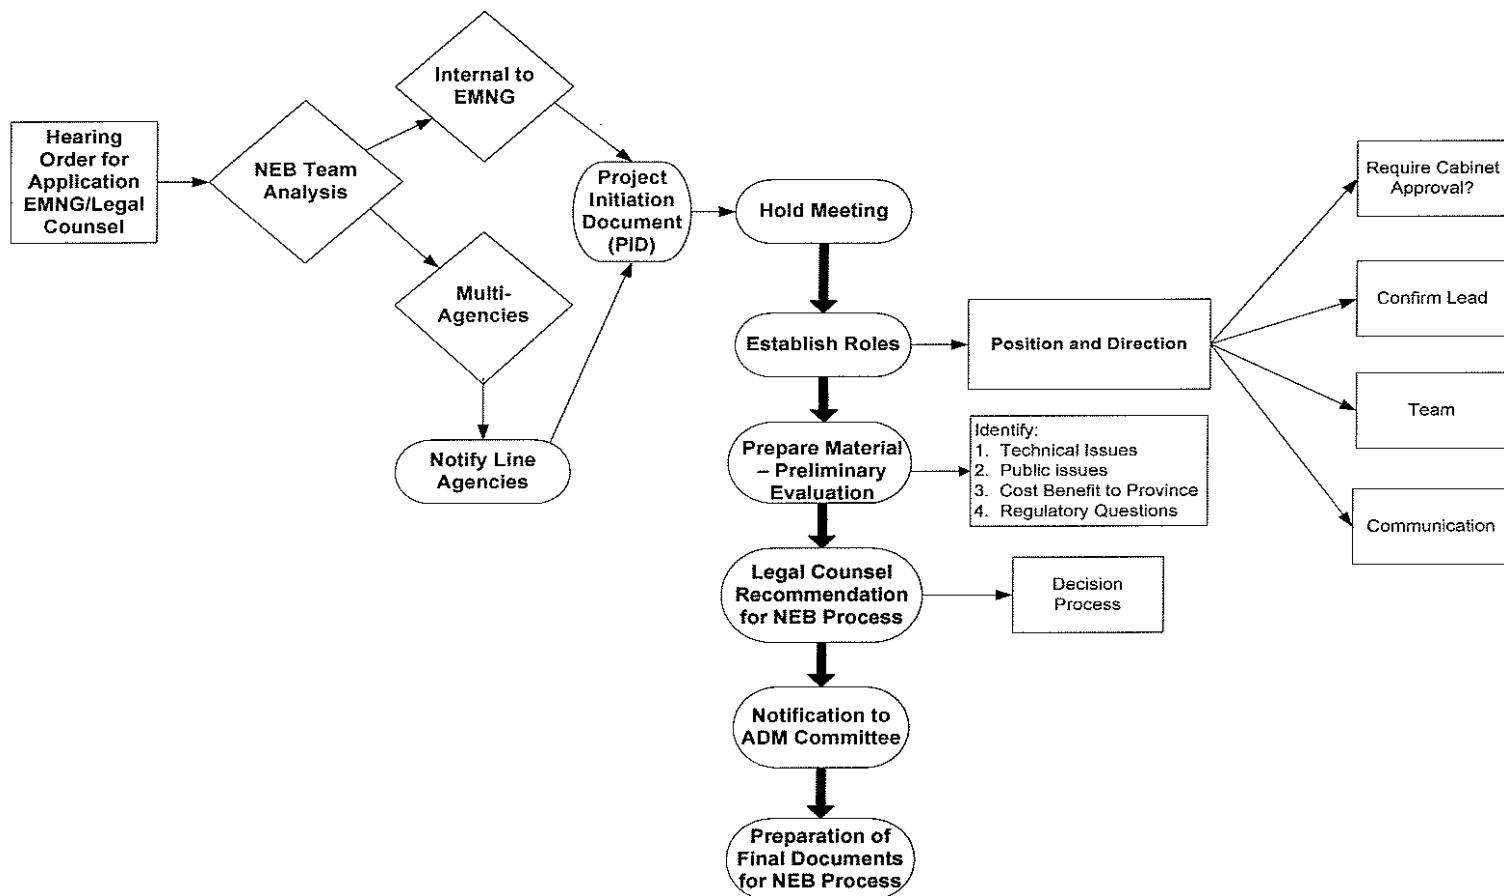 Hearing
Order for
Application
EMNG/Legal
Counsel
NEB Team
Analysis
Internal to
EMNG
Multi-
Agencies
Notify Line
Agencies
Project
Initiation
Document
(PID)
Hold Meeting
Establish Roles
Position and Direction
Require Cabinet
Approval?
Confirm Lead
Team
Communication
Prepare Material
– Preliminary
Evaluation
Identify:
1. Technical Issues
2. Public issues
3. Cost Benefit to Province
4. Regulatory Questions
Legal Counsel
Recommendation
for NEB Process
Decision
Process
Notification to
ADM Committee
Preparation of
Final Documents
for NEB Process